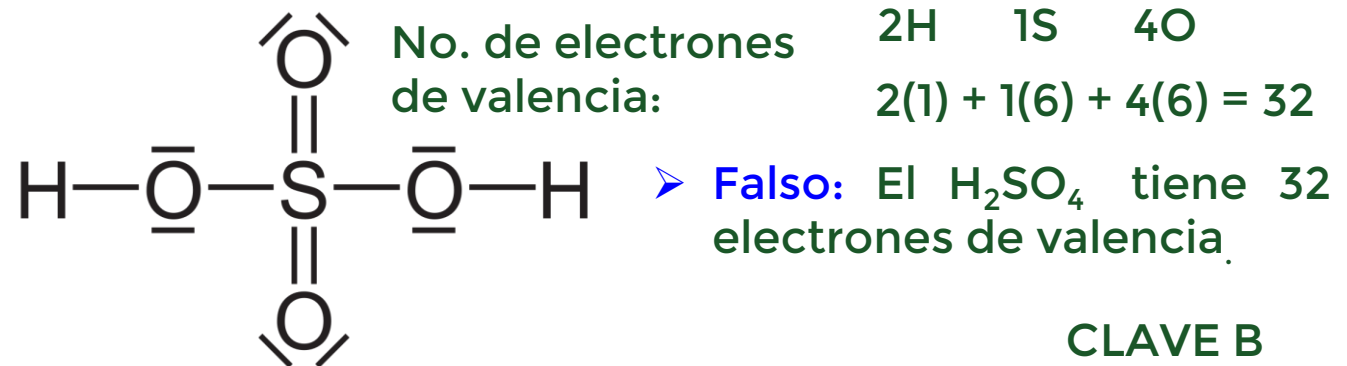 No. de electrones
de valencia:
2H 1S 4O
2(1) + 1(6) + 4(6) = 32
O
H—O—S—O—H
O
➢ Falso: El H₂SO₄ tiene 32
electrones de valencia.
CLAVE B